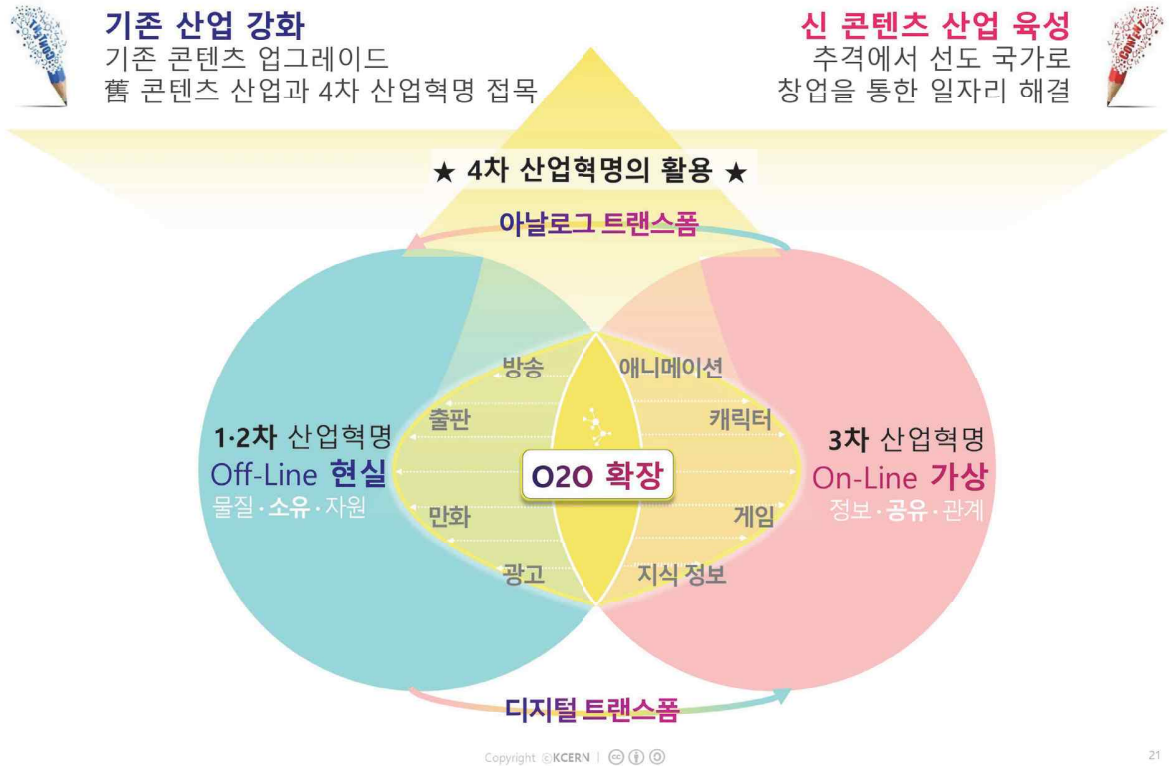 기존 산업 강화
기존 콘텐츠 업그레이드
舊 콘텐츠 산업과 4차 산업혁명 접목
신 콘텐츠 산업 육성
추격에서 선도 국가로
창업을 통한 일자리 해결
CONTENT
★ 4차 산업혁명의 활용 ★
아날로그 트랜스폼
방송
애니메이션
출판
캐릭터
1·2차 산업혁명
Off-Line 현실
물질·소유·자원
O2O 확장
3차 산업혁명
On-Line 가상
정보·공유·관계
만화
게임
광고
지식 정보
디지털 트랜스폼
Copyright ⓒKCERN | cc
21